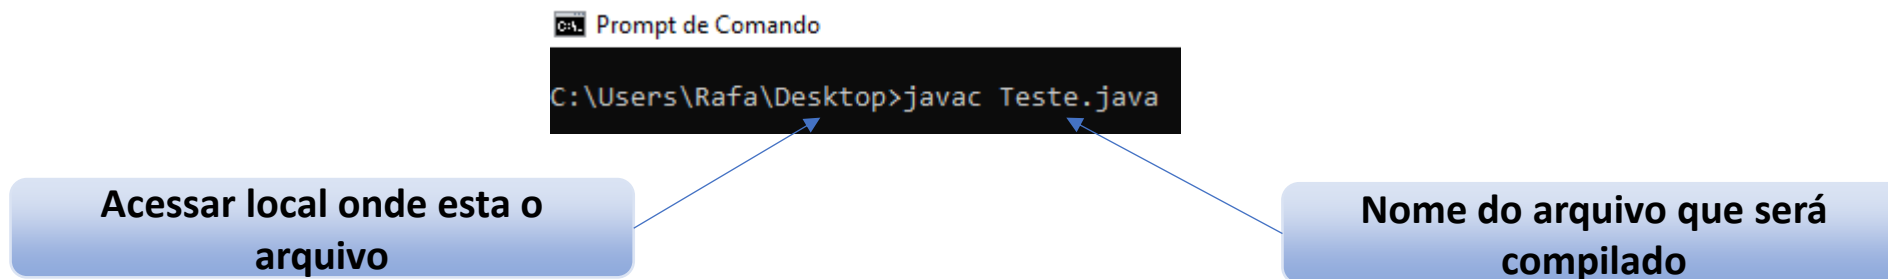 Prompt de Comando
C:\Users\Rafa\Desktop>javac Teste.java
Acessar local onde esta o
arquivo
Nome do arquivo que será
compilado